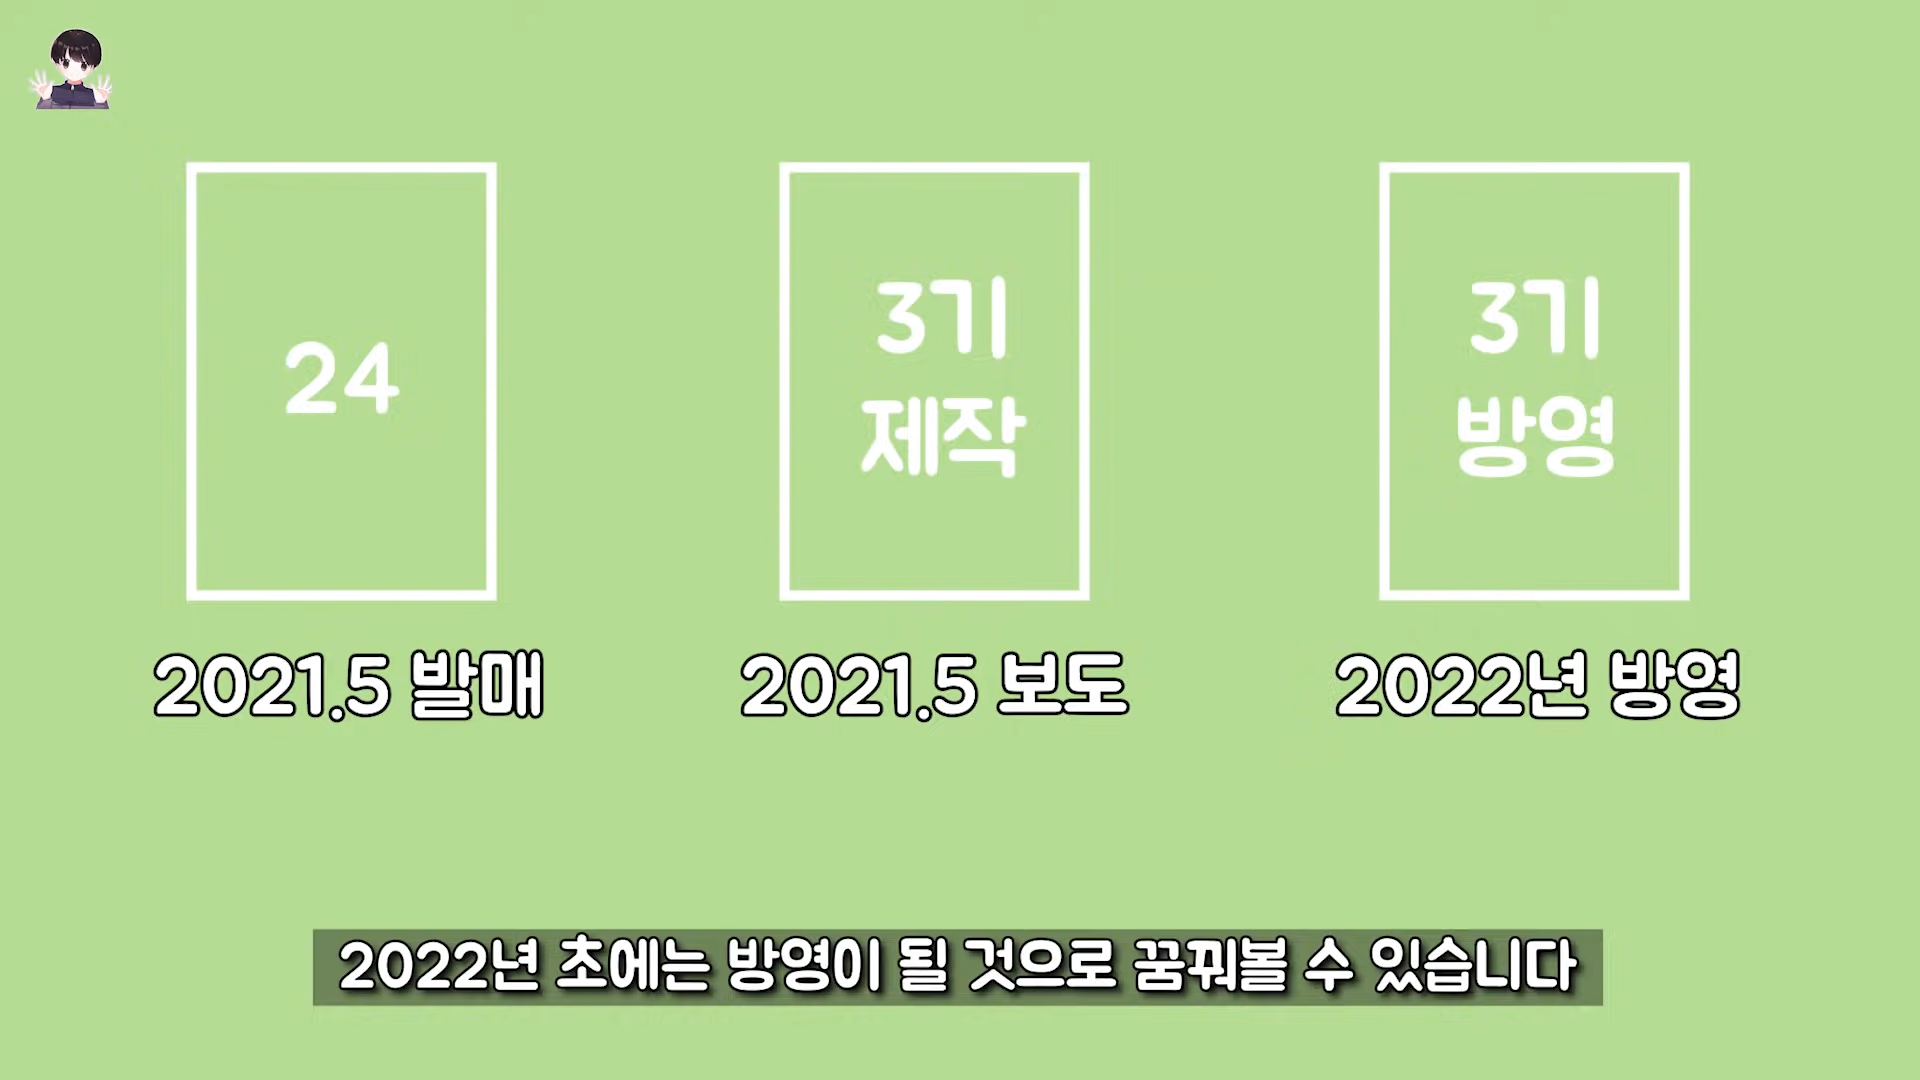 24
3기
제작
3기
방영
2021.5 발매
2021.5 보도
2022년 방영
2022년 초에는 방영이 될 것으로 꿈꿔볼 수 있습니다